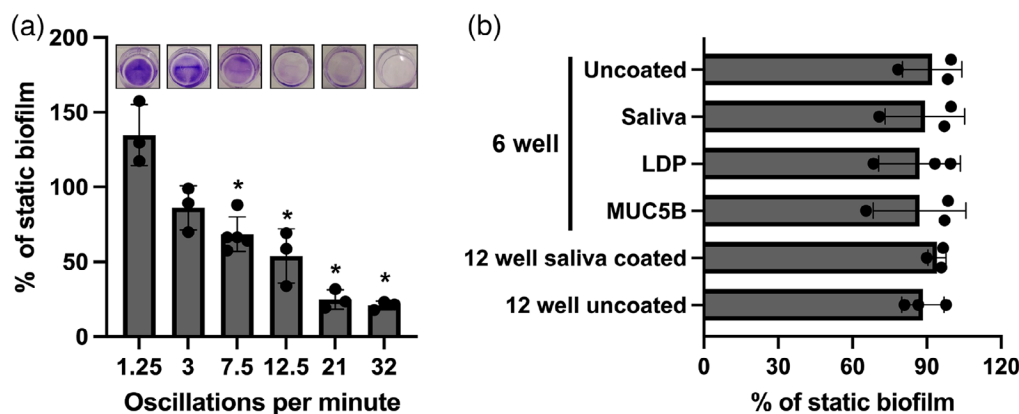 (a)
200
150
100
50
0
% of static biofilm
*
*
*
*
1.25 3 7.5 12.5 21 32
Oscillations per minute
(b)
6 well
Uncoated
Saliva
LDP
MUC5B
12 well saliva coated
12 well uncoated
0 30 60 90 120
% of static biofilm